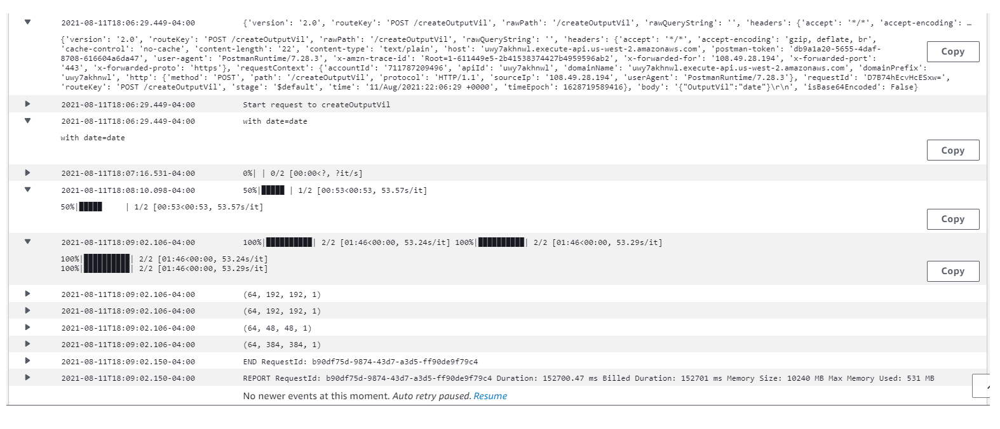 2021-08-11T18:06:29.449-04:00 {'version': '2.0', 'routeKey': 'POST /createOutputVil', 'rawPath': '/createOutputVil', 'rawQueryString': '', 'headers': {'accept': '*/*', 'accept-encoding': …
{'version': '2.0', 'routeKey': 'POST /createOutputVil', 'rawPath': '/createOutputVil', 'rawQueryString': '', 'headers': {'accept': '*/*', 'accept-encoding': 'gzip, deflate, br',
'cache-control': 'no-cache', 'content-length': '22', 'content-type': 'text/plain', 'host': 'uwy7akhnwl.execute-api.us-west-2.amazonaws.com', 'postman-token': 'db9a1a20-5655-4daf-
8708-616604a6da47', 'user-agent': 'PostmanRuntime/7.28.3', 'x-amzn-trace-id': 'Root=1-611449e5-2b41538374427b4959596ab2', 'x-forwarded-for': '108.49.28.194', 'x-forwarded-port':
'443', 'x-forwarded-proto': 'https'}, 'requestContext': {'accountId': '711787209496', 'apiId': 'uwy7akhnwl', 'domainName': 'uwy7akhnwl.execute-api.us-west-2.amazonaws.com', 'domainPrefix':
'uwy7akhnwl', 'http': {'method': 'POST', 'path': '/createOutputVil', 'protocol': 'HTTP/1.1', 'sourceIp': '108.49.28.194', 'userAgent': 'PostmanRuntime/7.28.3'}, 'requestId': 'D7B74hEcvHcESxw=',
'routeKey': 'POST /createOutputVil', 'stage': '$default', 'time': '11/Aug/2021:22:06:29 +0000', 'timeEpoch': 1628719589416}, 'body': '{"OutputVil":"date"}\r\n', 'isBase64Encoded': False}
Copy
2021-08-11T18:06:29.449-04:00 Start request to createOutputVil
2021-08-11T18:06:29.449-04:00 with date=date
with date=date
Copy
2021-08-11T18:07:16.531-04:00 0%| | 0/2 [00:00<?, ?it/s]
2021-08-11T18:08:10.098-04:00 50%|█████ | 1/2 [00:53<00:53, 53.57s/it]
50%|█████     | 1/2 [00:53<00:53, 53.57s/it]
Copy
2021-08-11T18:09:02.106-04:00 100%|██████████| 2/2 [01:46<00:00, 53.24s/it] 100%|██████████| 2/2 [01:46<00:00, 53.29s/it]
100%|██████████| 2/2 [01:46<00:00, 53.24s/it]
100%|██████████| 2/2 [01:46<00:00, 53.29s/it]
Copy
2021-08-11T18:09:02.106-04:00 (64, 192, 192, 1)
2021-08-11T18:09:02.106-04:00 (64, 192, 192, 1)
2021-08-11T18:09:02.106-04:00 (64, 48, 48, 1)
2021-08-11T18:09:02.106-04:00 (64, 384, 384, 1)
2021-08-11T18:09:02.150-04:00 END RequestId: b90df75d-9874-43d7-a3d5-ff90de9f79c4
2021-08-11T18:09:02.150-04:00 REPORT RequestId: b90df75d-9874-43d7-a3d5-ff90de9f79c4 Duration: 152700.47 ms Billed Duration: 152701 ms Memory Size: 10240 MB Max Memory Used: 531 MB
No newer events at this moment. Auto retry paused. Resume